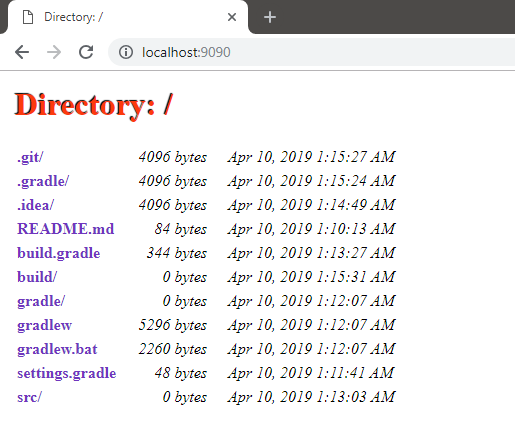 Directory: /
localhost:9090
Directory: /
.git/ 4096 bytes Apr 10, 2019 1:15:27 AM
.gradle/ 4096 bytes Apr 10, 2019 1:15:24 AM
.idea/ 4096 bytes Apr 10, 2019 1:14:49 AM
README.md 84 bytes Apr 10, 2019 1:10:13 AM
build.gradle 344 bytes Apr 10, 2019 1:13:27 AM
build/ 0 bytes Apr 10, 2019 1:15:31 AM
gradle/ 0 bytes Apr 10, 2019 1:12:07 AM
gradlew 5296 bytes Apr 10, 2019 1:12:07 AM
gradlew.bat 2260 bytes Apr 10, 2019 1:12:07 AM
settings.gradle 48 bytes Apr 10, 2019 1:11:41 AM
src/ 0 bytes Apr 10, 2019 1:13:03 AM